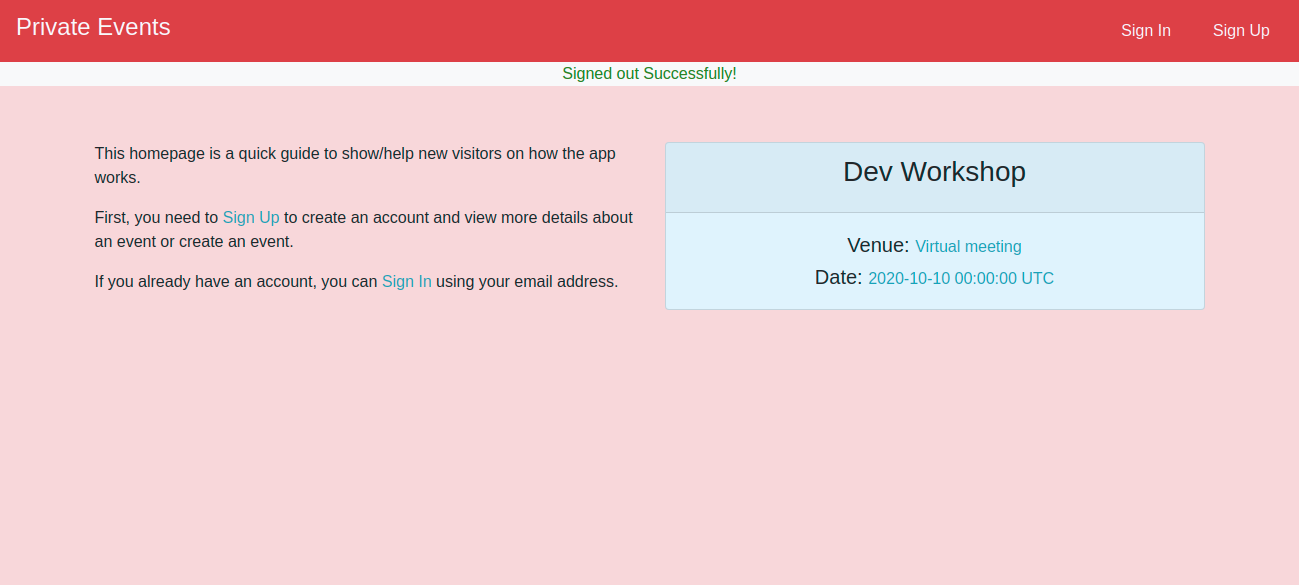 Private Events
Sign In
Sign Up
Signed out Successfully!
This homepage is a quick guide to show/help new visitors on how the app
works.
First, you need to Sign Up to create an account and view more details about
an event or create an event.
If you already have an account, you can Sign In using your email address.
Dev Workshop
Venue: Virtual meeting
Date: 2020-10-10 00:00:00 UTC